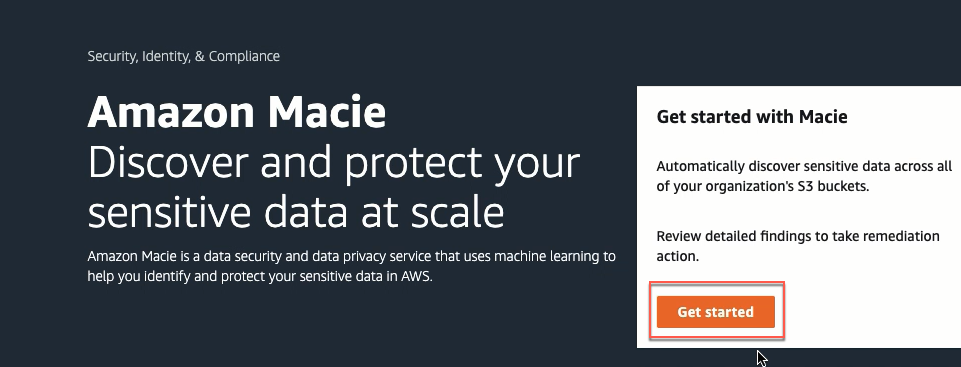 Security, Identity, & Compliance
Amazon Macie
Discover and protect your
sensitive data at scale
Amazon Macie is a data security and data privacy service that uses machine learning to
help you identify and protect your sensitive data in AWS.
Get started with Macie
Automatically discover sensitive data across all
of your organization's S3 buckets.
Review detailed findings to take remediation
action.
Get started